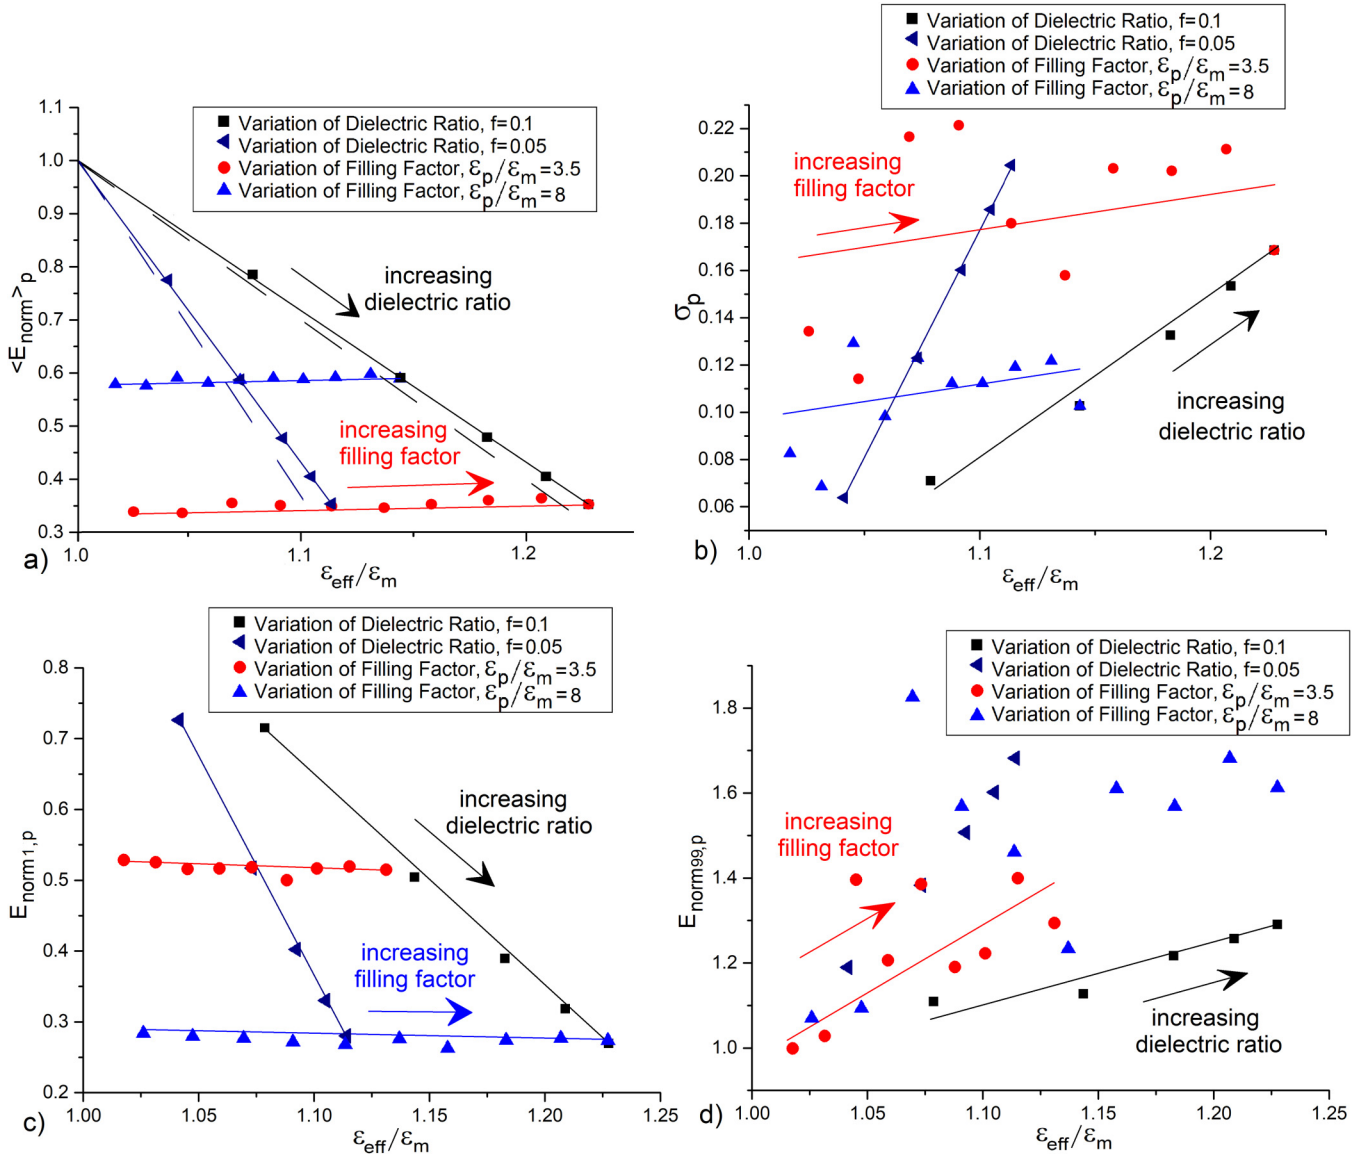 Variation of Dielectric Ratio, f=0.1
Variation of Dielectric Ratio, f=0.05
Variation of Filling Factor, εp/εm=3.5
Variation of Filling Factor, εp/εm=8
1.1
1.0
0.9
0.8
0.7
0.6
0.5
0.4
0.3
<Enorm>p
increasing
dielectric ratio
increasing
filling factor
1.0
1.1
1.2
εeff/εm
a)
Variation of Dielectric Ratio, f=0.1
Variation of Dielectric Ratio, f=0.05
Variation of Filling Factor, εp/εm=3.5
Variation of Filling Factor, εp/εm=8
0.22
0.20
0.18
0.16
0.14
0.12
0.10
0.08
0.06
σp
increasing
filling factor
increasing
dielectric ratio
1.0
1.1
1.2
εeff/εm
b)
Variation of Dielectric Ratio, f=0.1
Variation of Dielectric Ratio, f=0.05
Variation of Filling Factor, εp/εm=3.5
Variation of Filling Factor, εp/εm=8
0.8
0.7
0.6
0.5
0.4
0.3
0.2
Enorm1,p
increasing
dielectric ratio
increasing
filling factor
1.00
1.05
1.10
1.15
1.20
1.25
εeff/εm
c)
Variation of Dielectric Ratio, f=0.1
Variation of Dielectric Ratio, f=0.05
Variation of Filling Factor, εp/εm=3.5
Variation of Filling Factor, εp/εm=8
1.8
1.6
1.4
1.2
1.0
Enorm99,p
increasing
filling factor
increasing
dielectric ratio
1.00
1.05
1.10
1.15
1.20
1.25
εeff/εm
d)